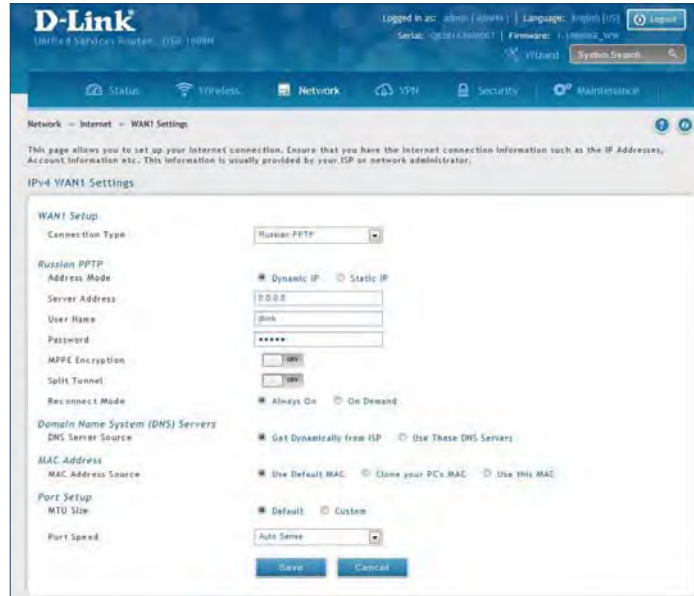 D-Link
Logged in as: admin (ADMIN) | Language: English [US]
Logout
Unified Services Router
Serial: | Firmware:
Wizard
System Search
Status
Wireless
Network
VPN
Security
Maintenance
Network
Internet
WAN1 Settings
This page allows you to set up your Internet connection. Ensure that you have the Internet connection information such as the IP Addresses,
Account Information etc. This information is usually provided by your ISP or network administrator.
IPv4 WAN1 Settings
WAN1 Setup
Connection Type
Russian PPTP
Russian PPTP
Address Mode
Dynamic IP
Static IP
Server Address
0.0.0.0
User Name
dlink
Password
•••••
MPPE Encryption
OFF
Split Tunnel
OFF
Reconnect Mode
Always On
On Demand
Domain Name System (DNS) Servers
DNS Server Source
Get Dynamically from ISP
Use These DNS Servers
MAC Address
MAC Address Source
Use Default MAC
Clone your PC's MAC
Use this MAC
Port Setup
MTU Size
Default
Custom
Port Speed
Auto Sense
Save
Cancel